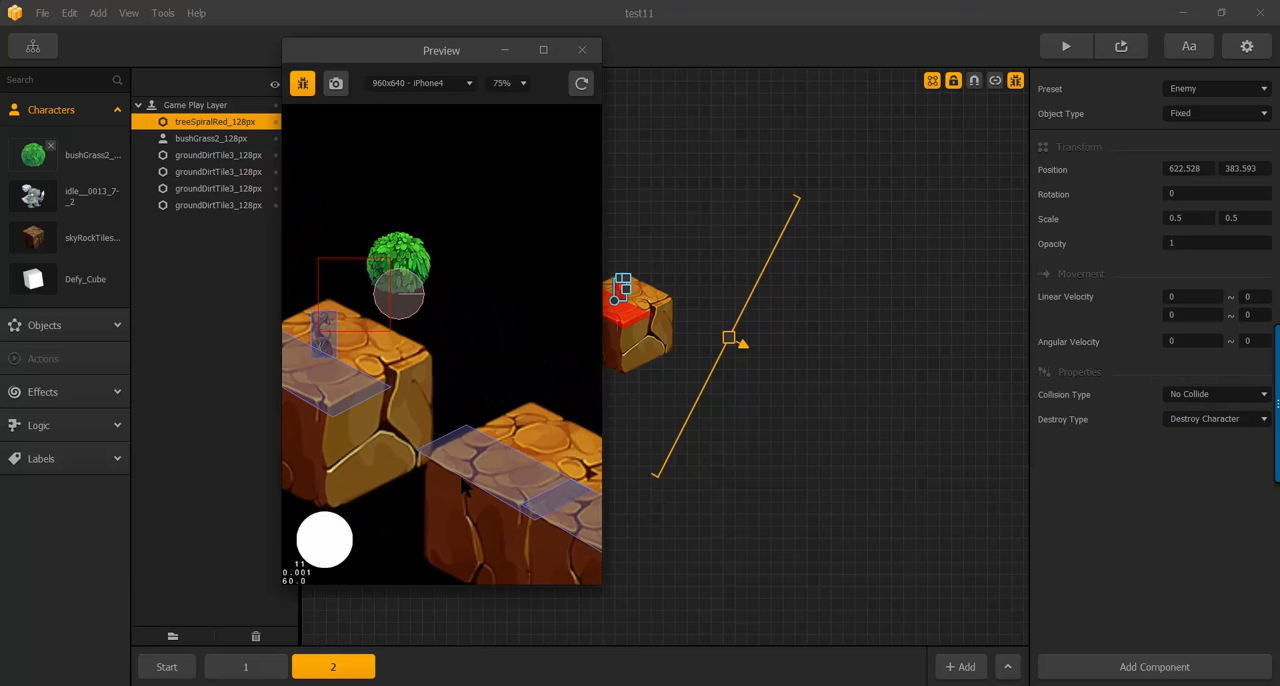 File Edit Add View Tools Help
test11
Aa
Search
Characters
bushGrass2_...
idle__0013_7-
_2
skyRockTiles...
Defy_Cube
Objects
Actions
Effects
Logic
Labels
Game Play Layer
treeSpiralRed_128px
bushGrass2_128px
groundDirtTile3_128px
groundDirtTile3_128px
groundDirtTile3_128px
groundDirtTile3_128px
Preview
960x640 - iPhone4
75%
11
0.001
60.0
Preset Enemy
Object Type Fixed
Transform
Position 622.528 383.593
Rotation 0
Scale 0.5 0.5
Opacity 1
Movement
Linear Velocity 0 ~ 0
0 ~ 0
Angular Velocity 0 ~ 0
Properties
Collision Type No Collide
Destroy Type Destroy Character
Start 1 2
+ Add
Add Component